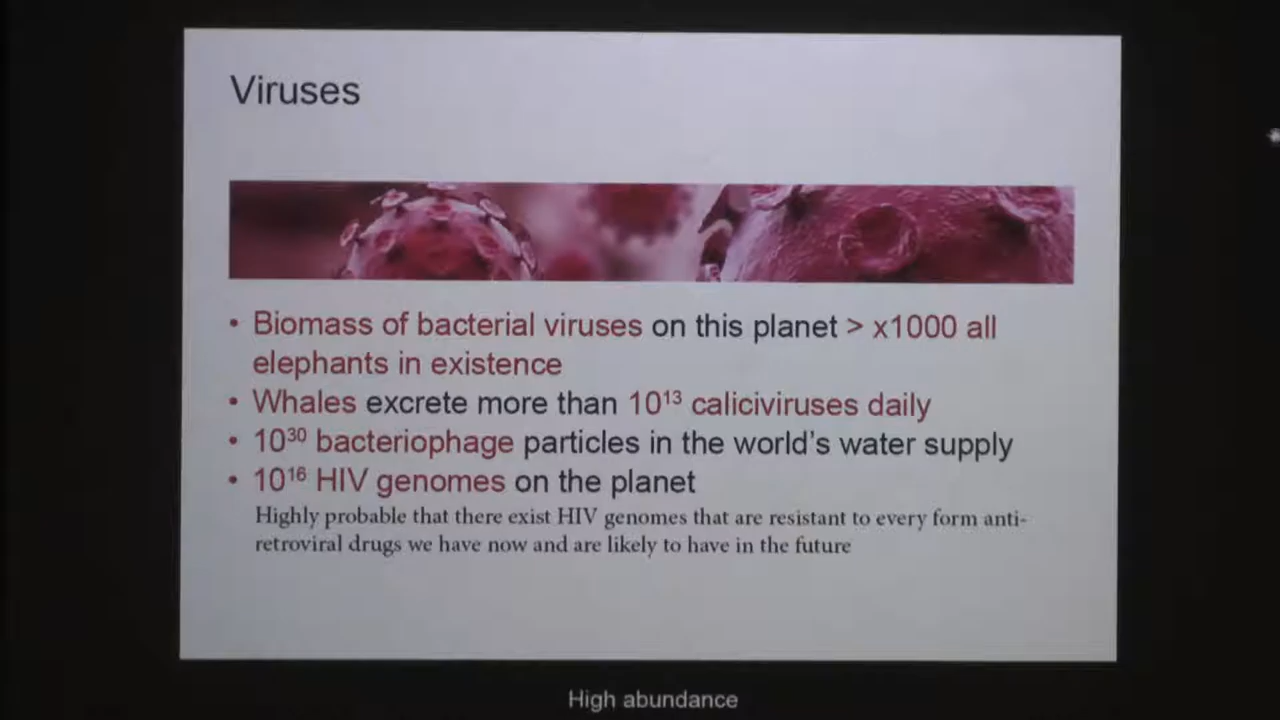 Viruses
• Biomass of bacterial viruses on this planet > x1000 all
elephants in existence
• Whales excrete more than 10¹³ caliciviruses daily
• 10³⁰ bacteriophage particles in the world's water supply
• 10¹⁶ HIV genomes on the planet
Highly probable that there exist HIV genomes that are resistant to every form anti-
retroviral drugs we have now and are likely to have in the future
High abundance